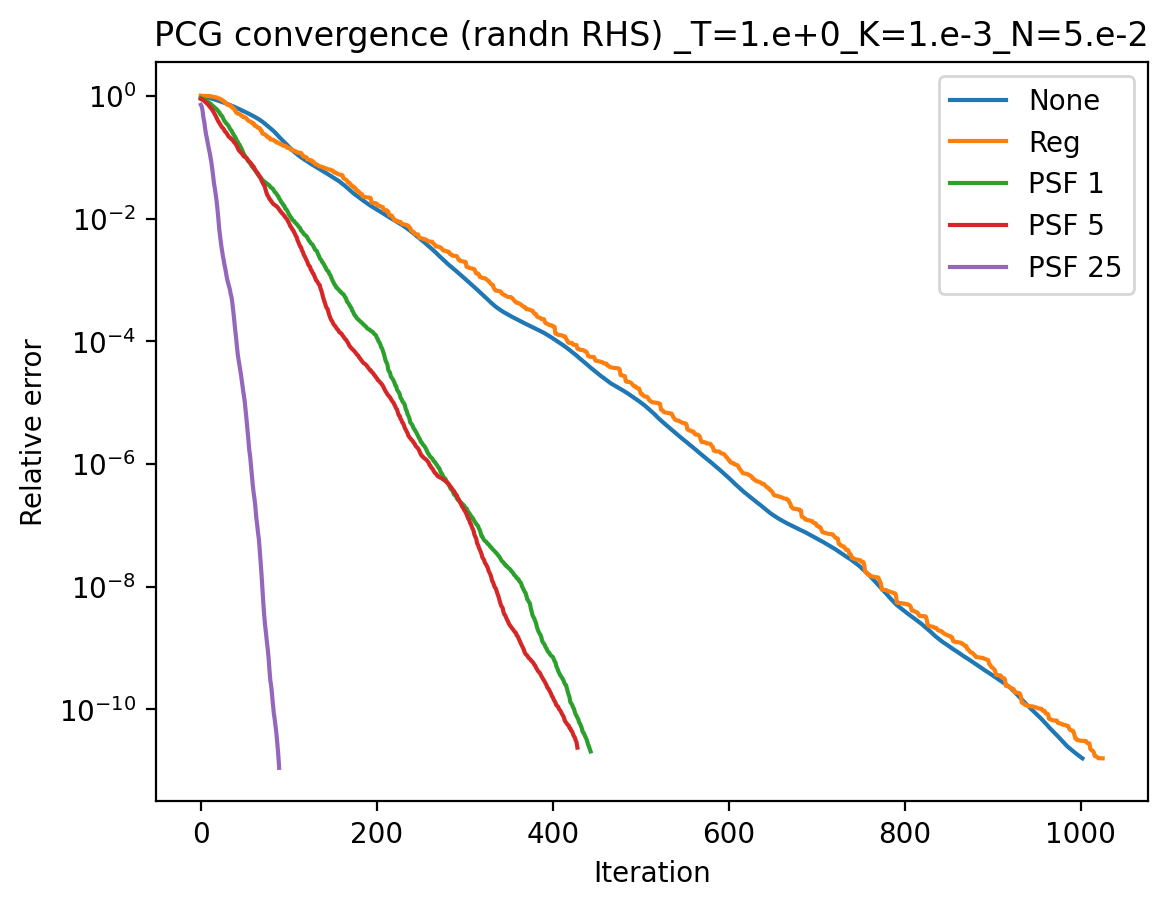 PCG convergence (randn RHS) _T=1.e+0_K=1.e-3_N=5.e-2
None
Reg
PSF 1
PSF 5
PSF 25
10⁰
10⁻²
10⁻⁴
10⁻⁶
10⁻⁸
10⁻¹⁰
Relative error
0 200 400 600 800 1000
Iteration